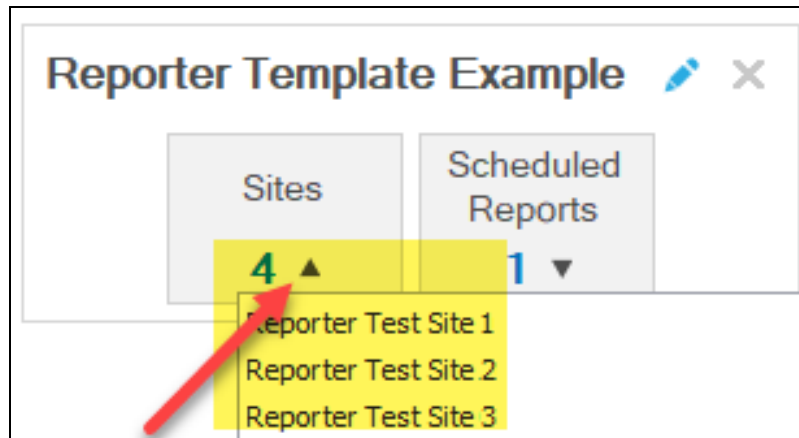 Reporter Template Example
Sites
Scheduled
Reports
4
1
Reporter Test Site 1
Reporter Test Site 2
Reporter Test Site 3